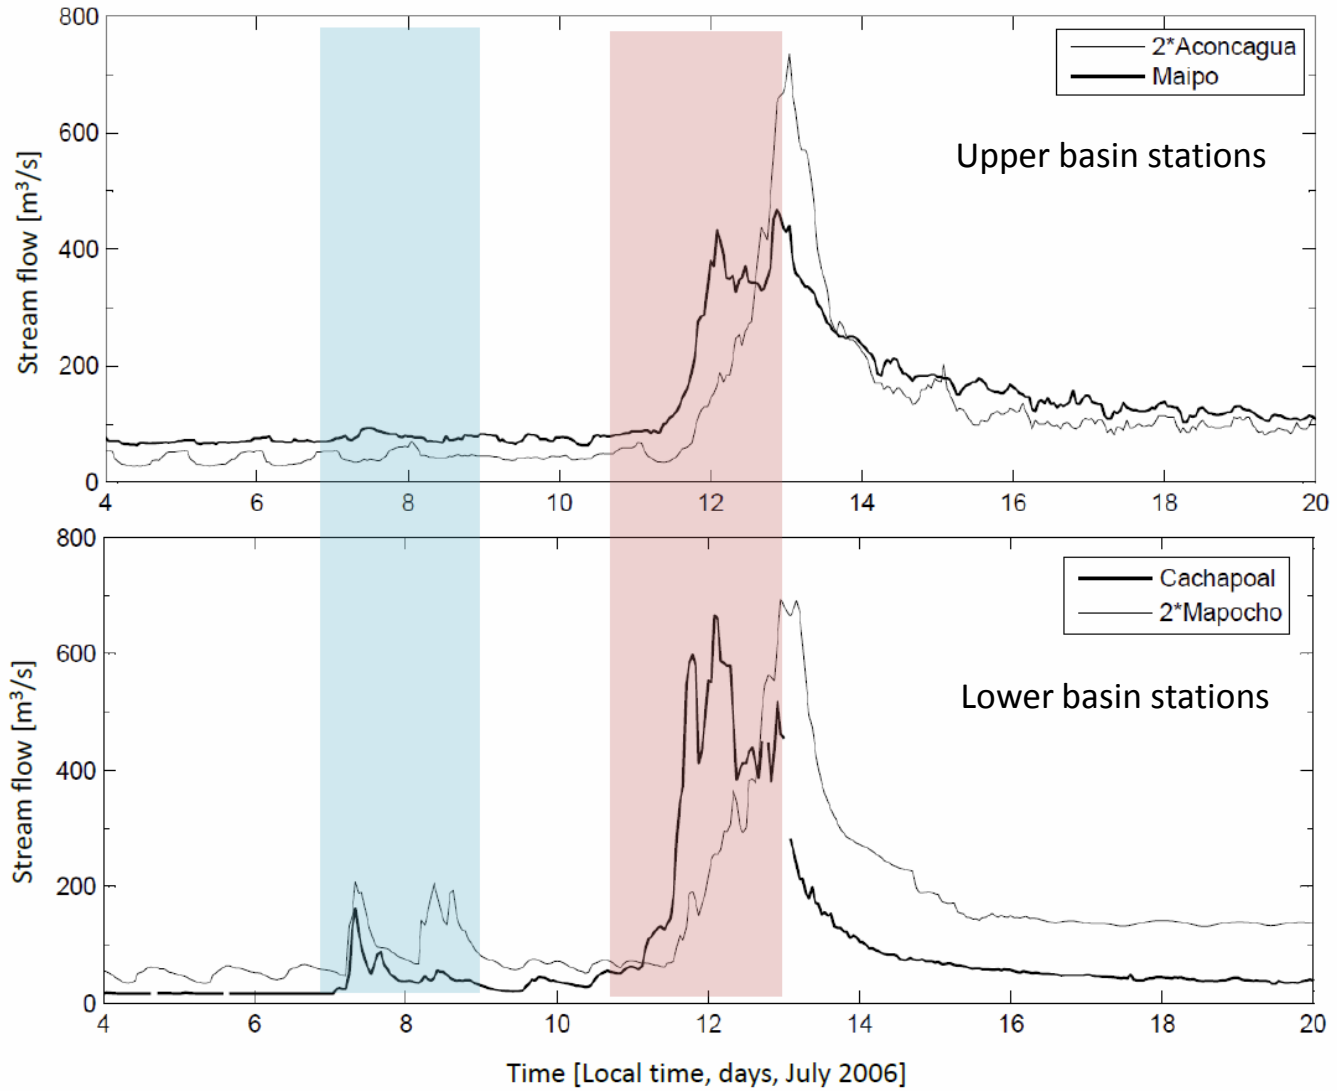 800
600
400
200
0
Stream flow [m³/s]
2*Aconcagua
Maipo
Upper basin stations
4 6 8 10 12 14 16 18 20
800
600
400
200
0
Stream flow [m³/s]
Cachapoal
2*Mapocho
Lower basin stations
4 6 8 10 12 14 16 18 20
Time [Local time, days, July 2006]